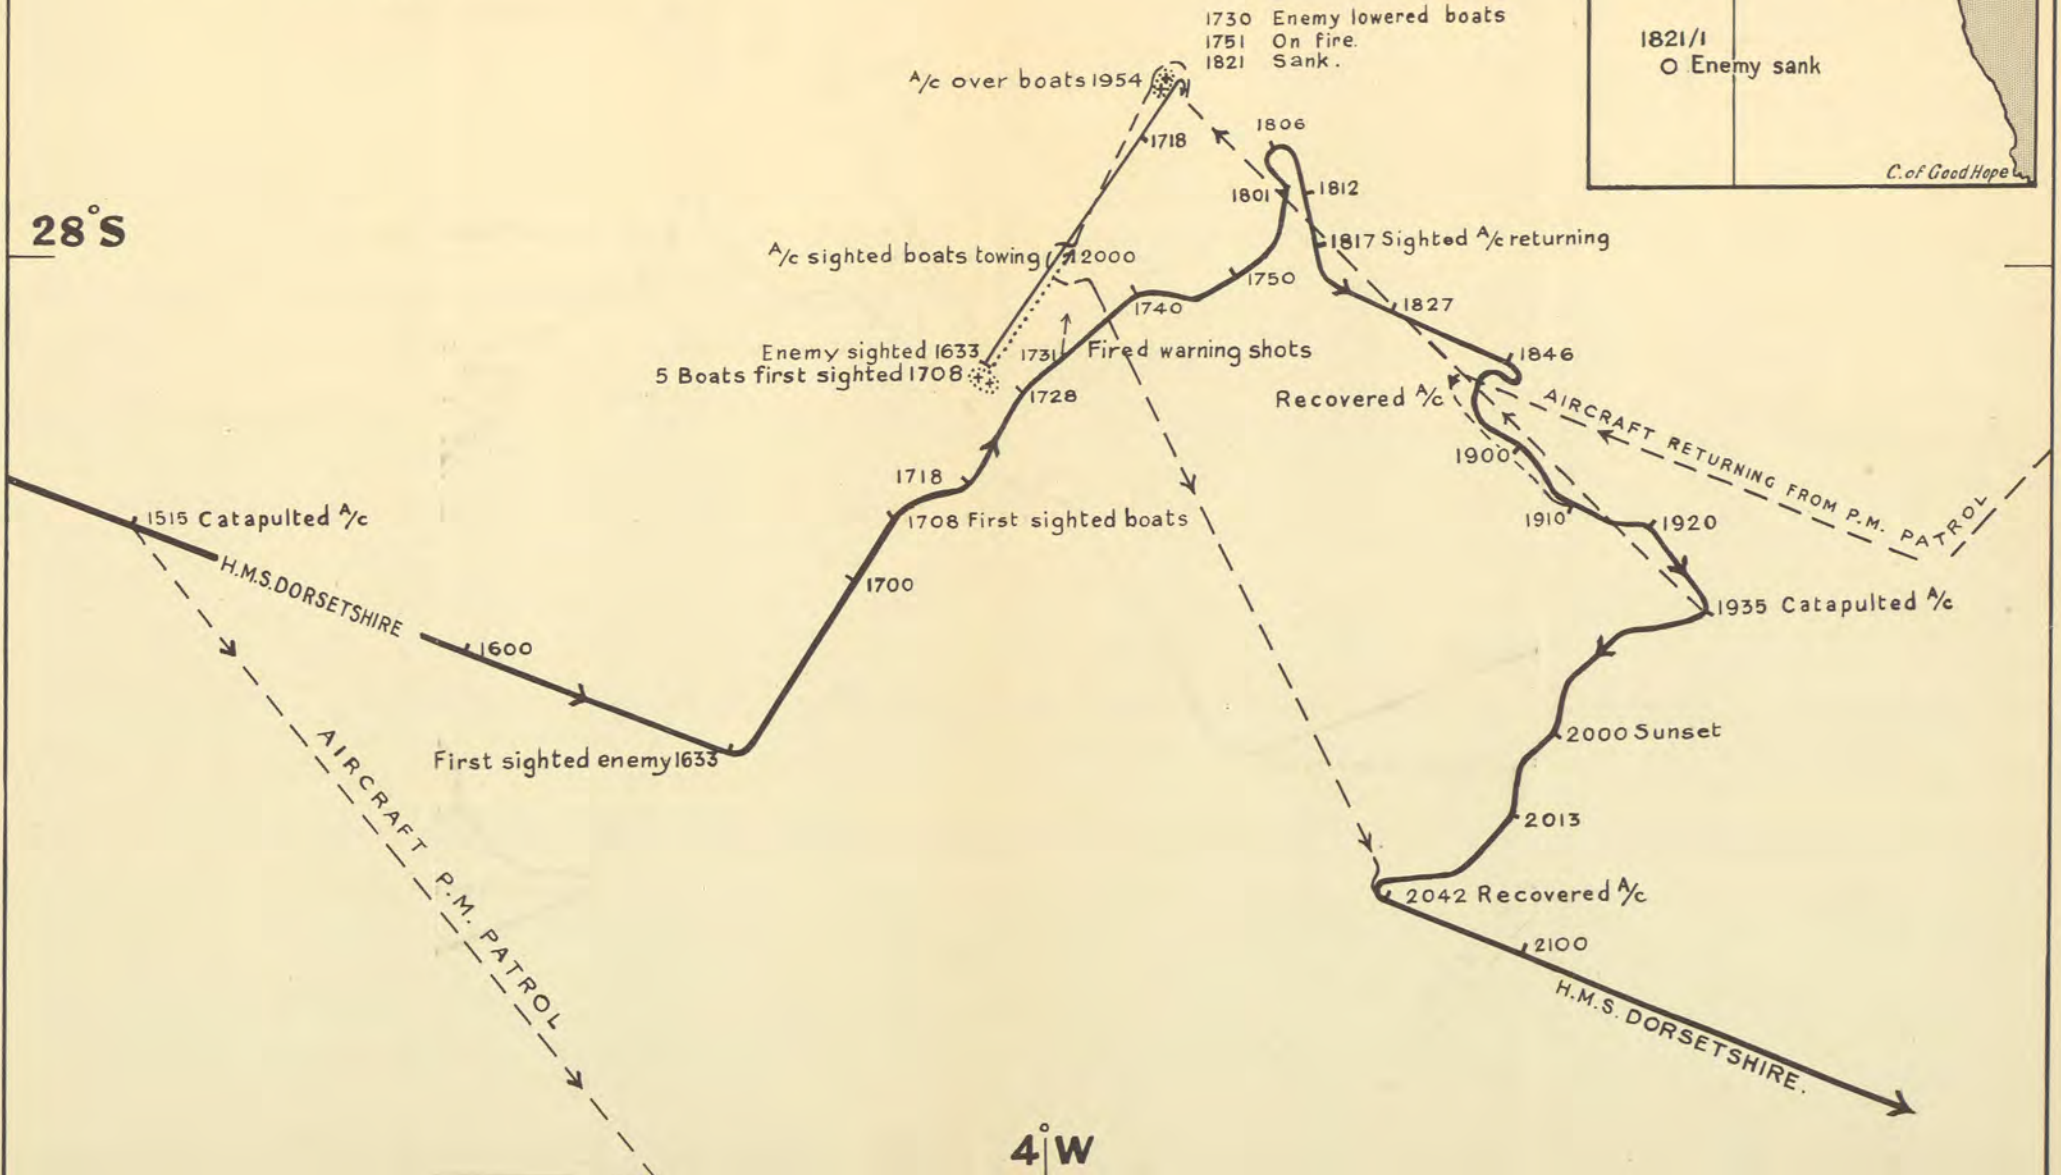 1730 Enemy lowered boats
1751 On fire.
1821 Sank.
1821/1
O Enemy sank
C. of Good Hope
A/c over boats 1954
1718
1806
1801
1812
28°S
1817 Sighted A/c returning
A/c sighted boats towing
2000
1750
1740
1827
Enemy sighted 1633
1731
Fired warning shots
1846
5 Boats first sighted 1708
1728
Recovered A/c
AIRCRAFT RETURNING FROM P.M. PATROL
1900
1718
1515 Catapulted A/c
1708 First sighted boats
1910
1920
H.M.S. DORSETSHIRE
1700
1935 Catapulted A/c
1600
First sighted enemy 1633
2000 Sunset
AIRCRAFT P.M. PATROL
2013
2042 Recovered A/c
2100
H.M.S. DORSETSHIRE.
4°W